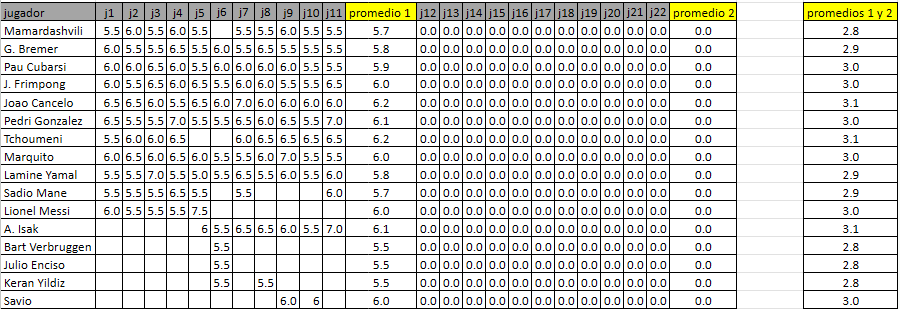 jugador j1 j2 j3 j4 j5 j6 j7 j8 j9 j10 j11 promedio 1 j12 j13 j14 j15 j16 j17 j18 j19 j20 j21 j22 promedio 2 promedios 1 y 2
Mamardashvili 5.5 6.0 5.5 6.0 5.5 5.5 5.5 6.0 5.5 5.5 5.7 0.0 0.0 0.0 0.0 0.0 0.0 0.0 0.0 0.0 0.0 0.0 0.0 2.8
G. Bremer 6.0 5.5 5.5 6.0 5.5 6.0 5.5 6.0 5.5 5.5 5.5 5.8 0.0 0.0 0.0 0.0 0.0 0.0 0.0 0.0 0.0 0.0 0.0 0.0 2.9
Pau Cubarsi 6.0 6.0 6.5 6.0 5.5 6.0 6.0 6.0 5.5 5.5 5.5 5.9 0.0 0.0 0.0 0.0 0.0 0.0 0.0 0.0 0.0 0.0 0.0 0.0 3.0
J. Frimpong 6.0 5.5 6.5 6.0 6.5 5.5 5.5 6.5 6.5 5.5 5.5 6.0 0.0 0.0 0.0 0.0 0.0 0.0 0.0 0.0 0.0 0.0 0.0 0.0 3.0
Joao Cancelo 6.5 6.5 6.0 5.5 6.5 6.0 7.0 6.0 6.0 6.0 6.0 6.2 0.0 0.0 0.0 0.0 0.0 0.0 0.0 0.0 0.0 0.0 0.0 0.0 3.1
Pedri Gonzalez 6.5 5.5 5.5 7.0 5.5 5.5 6.5 6.0 6.5 5.5 7.0 6.1 0.0 0.0 0.0 0.0 0.0 0.0 0.0 0.0 0.0 0.0 0.0 0.0 3.0
Tchoumeni 5.5 6.0 6.0 6.5 6.0 6.5 6.5 6.5 6.5 6.2 0.0 0.0 0.0 0.0 0.0 0.0 0.0 0.0 0.0 0.0 0.0 0.0 3.1
Marquito 6.0 6.5 6.0 6.5 6.0 5.5 5.5 6.0 7.0 5.5 5.5 6.0 0.0 0.0 0.0 0.0 0.0 0.0 0.0 0.0 0.0 0.0 0.0 0.0 3.0
Lamine Yamal 5.5 5.5 7.0 5.5 5.0 5.5 6.5 5.5 6.0 5.5 6.0 5.8 0.0 0.0 0.0 0.0 0.0 0.0 0.0 0.0 0.0 0.0 0.0 0.0 2.9
Sadio Mane 5.5 5.5 5.5 6.5 5.5 5.5 6.0 5.7 0.0 0.0 0.0 0.0 0.0 0.0 0.0 0.0 0.0 0.0 0.0 0.0 2.9
Lionel Messi 6.0 5.5 5.5 5.5 7.5 6.0 0.0 0.0 0.0 0.0 0.0 0.0 0.0 0.0 0.0 0.0 0.0 0.0 3.0
A. Isak 6 5.5 6.5 6.5 6.0 5.5 7.0 6.1 0.0 0.0 0.0 0.0 0.0 0.0 0.0 0.0 0.0 0.0 0.0 0.0 3.1
Bart Verbruggen 5.5 5.5 0.0 0.0 0.0 0.0 0.0 0.0 0.0 0.0 0.0 0.0 0.0 0.0 2.8
Julio Enciso 5.5 5.5 0.0 0.0 0.0 0.0 0.0 0.0 0.0 0.0 0.0 0.0 0.0 0.0 2.8
Keran Yildiz 5.5 5.5 5.5 0.0 0.0 0.0 0.0 0.0 0.0 0.0 0.0 0.0 0.0 0.0 0.0 2.8
Savio 6.0 6 6.0 0.0 0.0 0.0 0.0 0.0 0.0 0.0 0.0 0.0 0.0 0.0 0.0 3.0